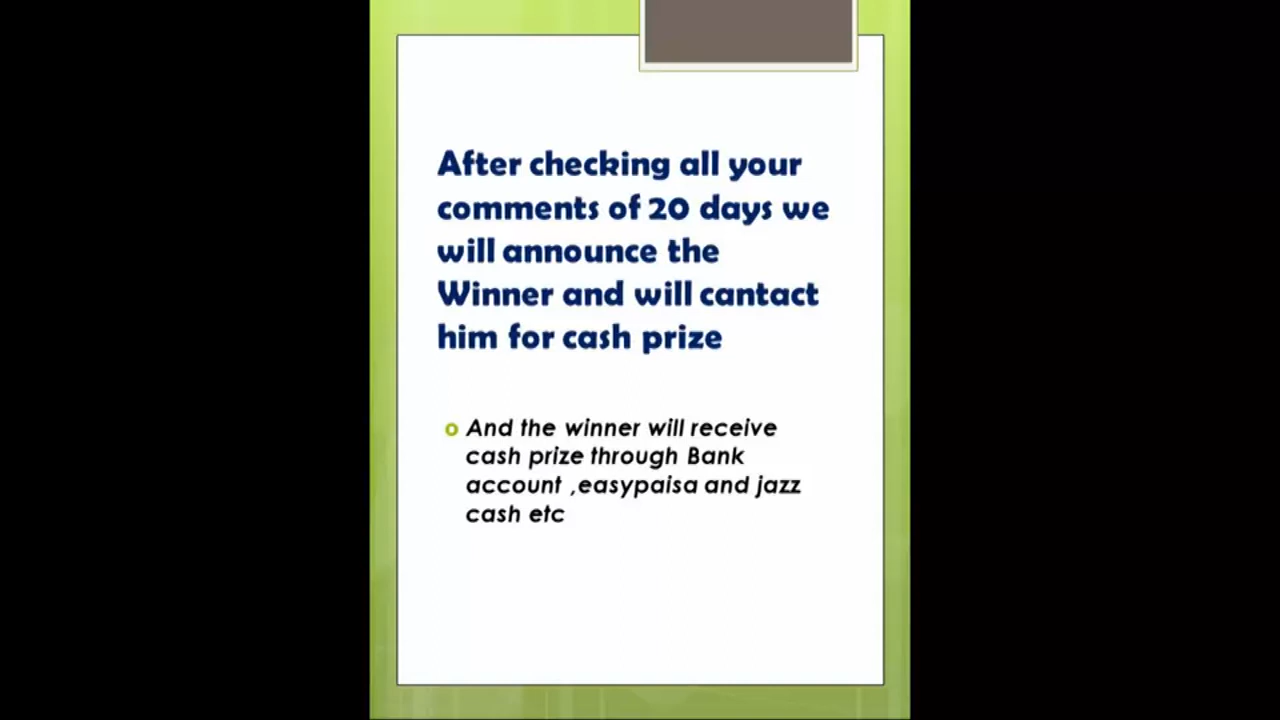 After checking all your
comments of 20 days we
will announce the
Winner and will cantact
him for cash prize
o And the winner will receive
cash prize through Bank
account ,easypaisa and jazz
cash etc